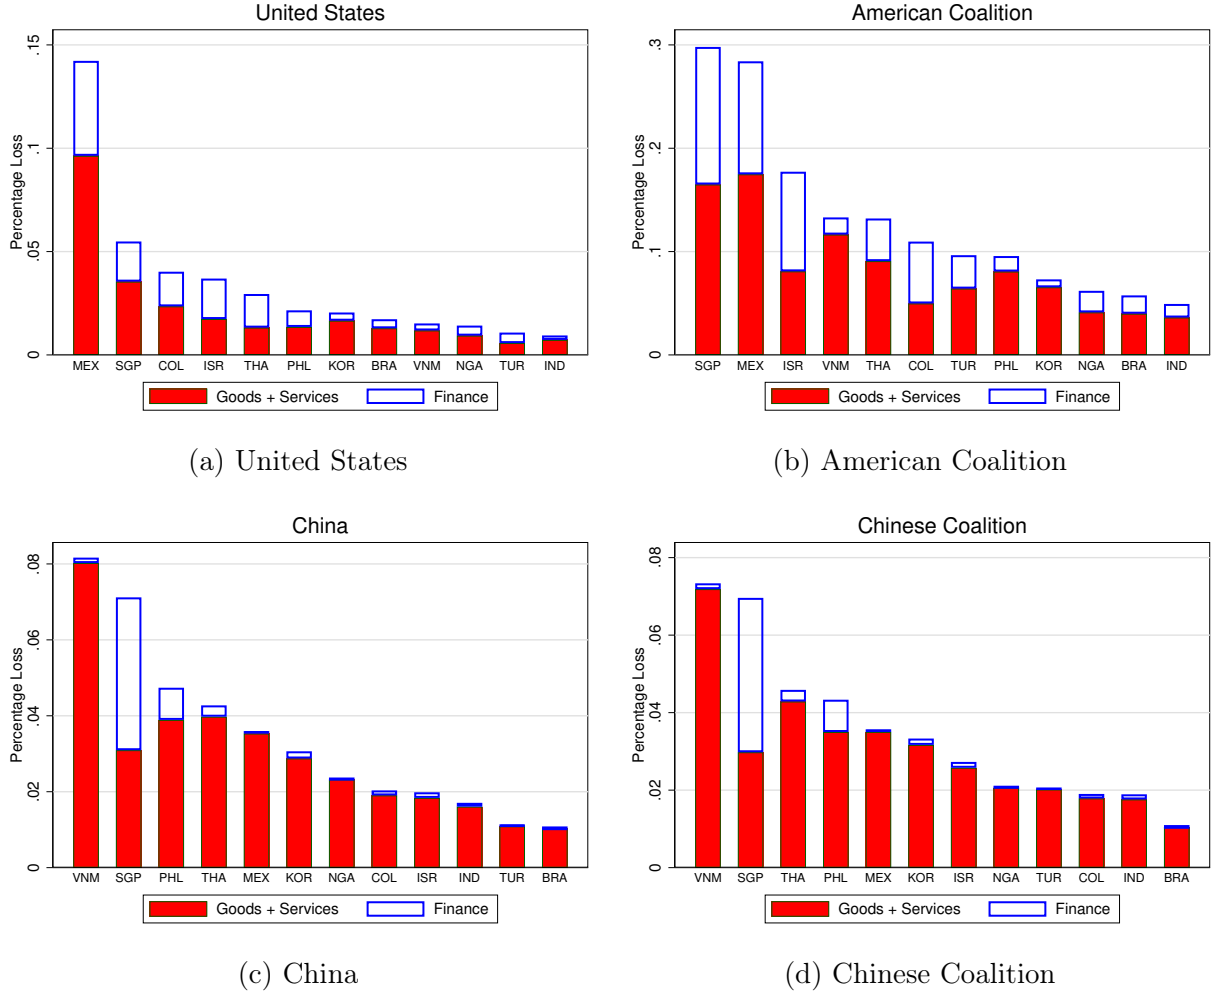 United States
Percentage Loss
.15
.1
.05
0
MEX SGP COL ISR THA PHL KOR BRA VNM NGA TUR IND
Goods + Services Finance
(a) United States
American Coalition
Percentage Loss
.3
.2
.1
0
SGP MEX ISR VNM THA COL TUR PHL KOR NGA BRA IND
Goods + Services Finance
(b) American Coalition
China
Percentage Loss
.08
.06
.04
.02
0
VNM SGP PHL THA MEX KOR NGA COL ISR IND TUR BRA
Goods + Services Finance
(c) China
Chinese Coalition
Percentage Loss
.08
.06
.04
.02
0
VNM SGP THA PHL MEX KOR ISR NGA TUR COL IND BRA
Goods + Services Finance
(d) Chinese Coalition